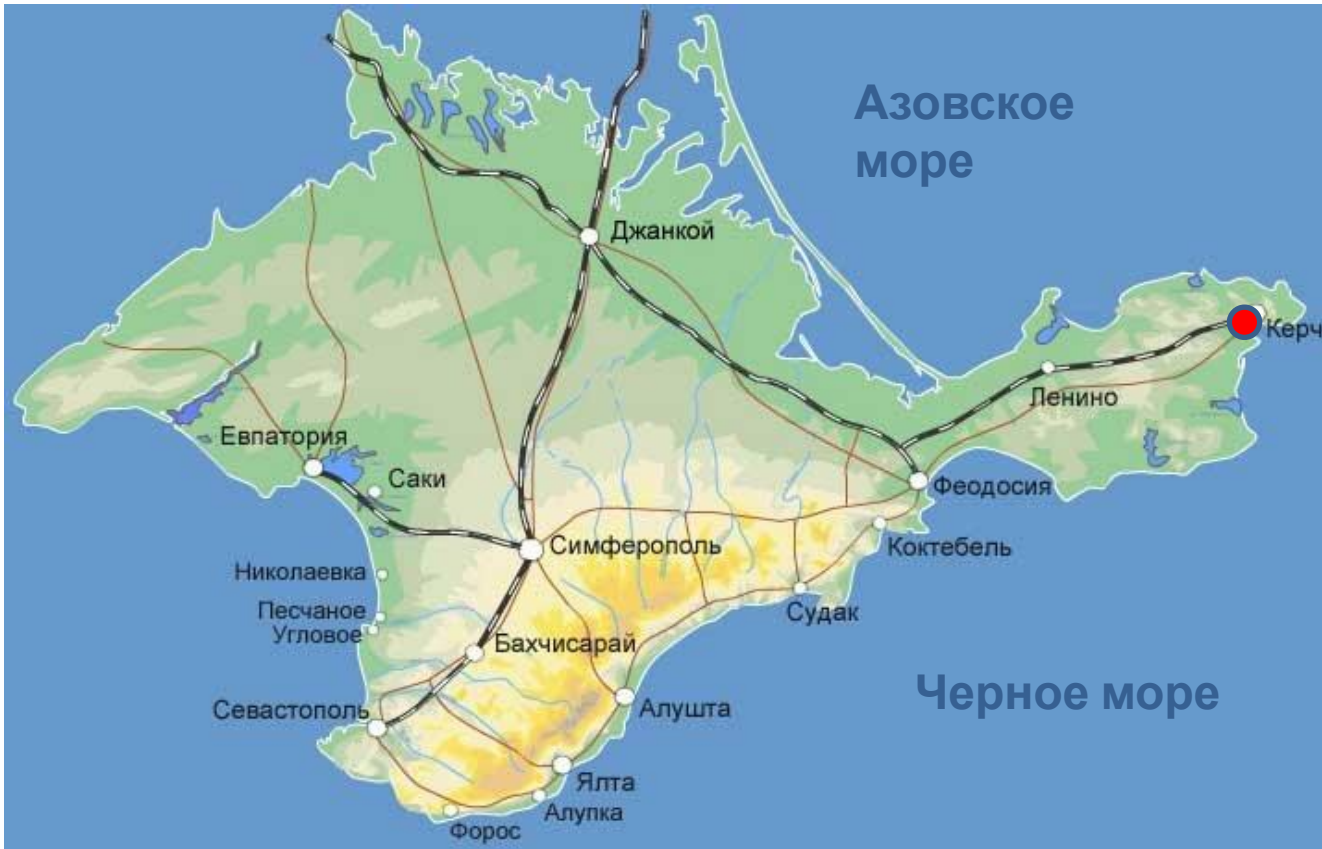 Азовское
море
Джанкой
Керч
Ленино
Евпатория
Саки
Феодосия
Симферополь
Коктебель
Николаевка
Песчаное
Угловое
Судак
Бахчисарай
Севастополь
Алушта
Черное море
Ялта
Алупка
Форос